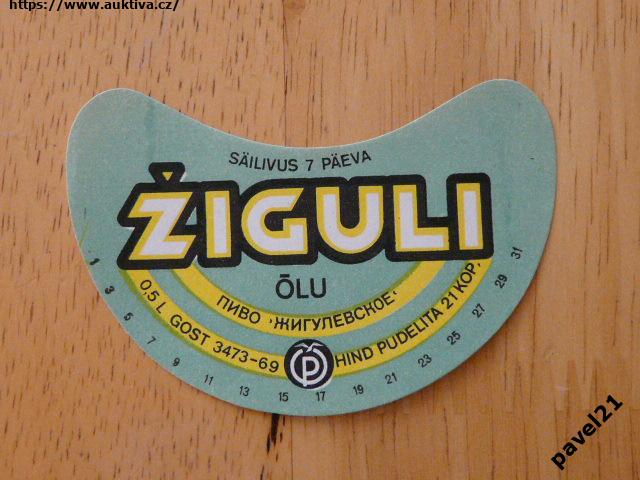 https://www.auktiva.cz/
SÄILIVUS 7 PÄEVA
ŽIGULI
ÕLU
ПИВО "ЖИГУЛЕВСКОЕ"
0,5 L GOST 3473-69
HIND PUDELITA 21 KOP.
1 3 5 7 9 11 13 15 17 19 21 23 25 27 29 31
pavel21